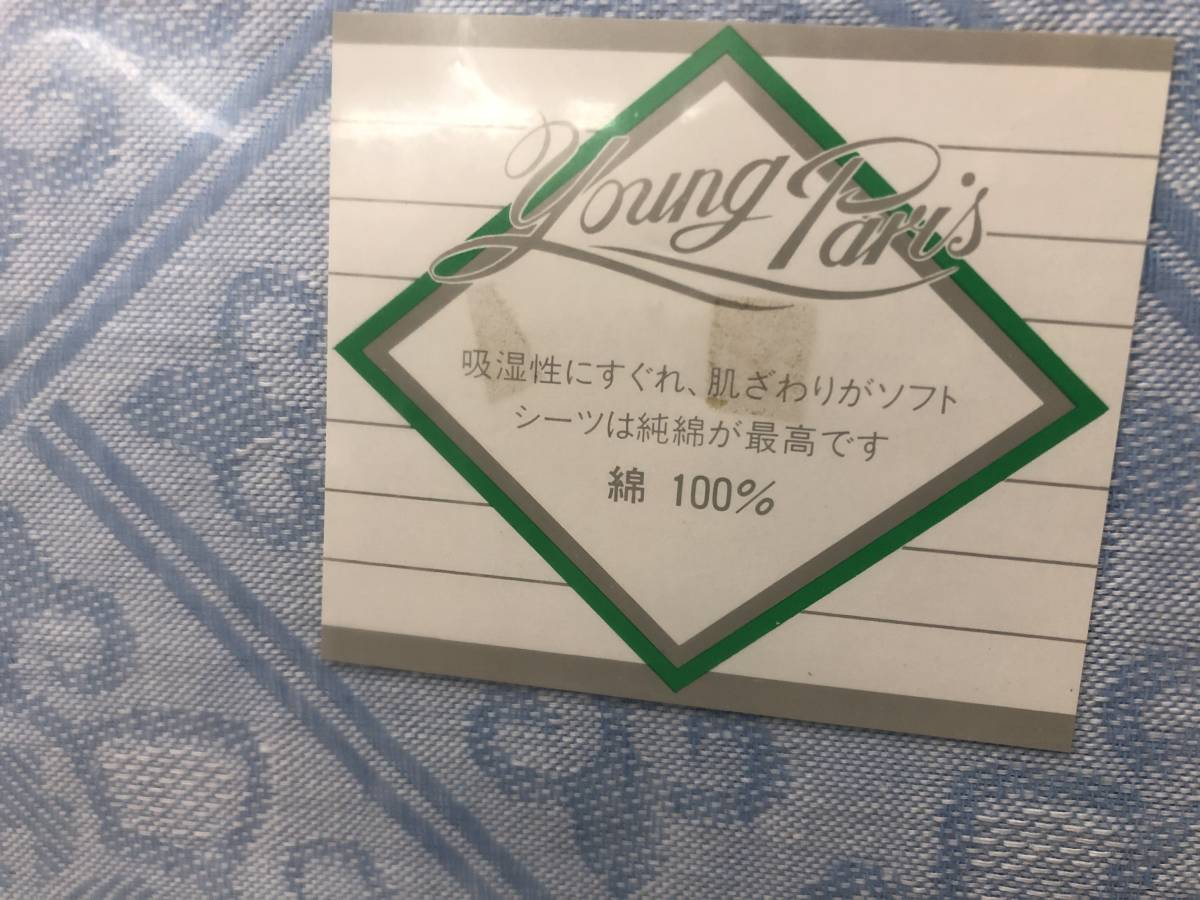 Young Paris
吸湿性にすぐれ、肌ざわりがソフト
シーツは純綿が最高です
綿 100%